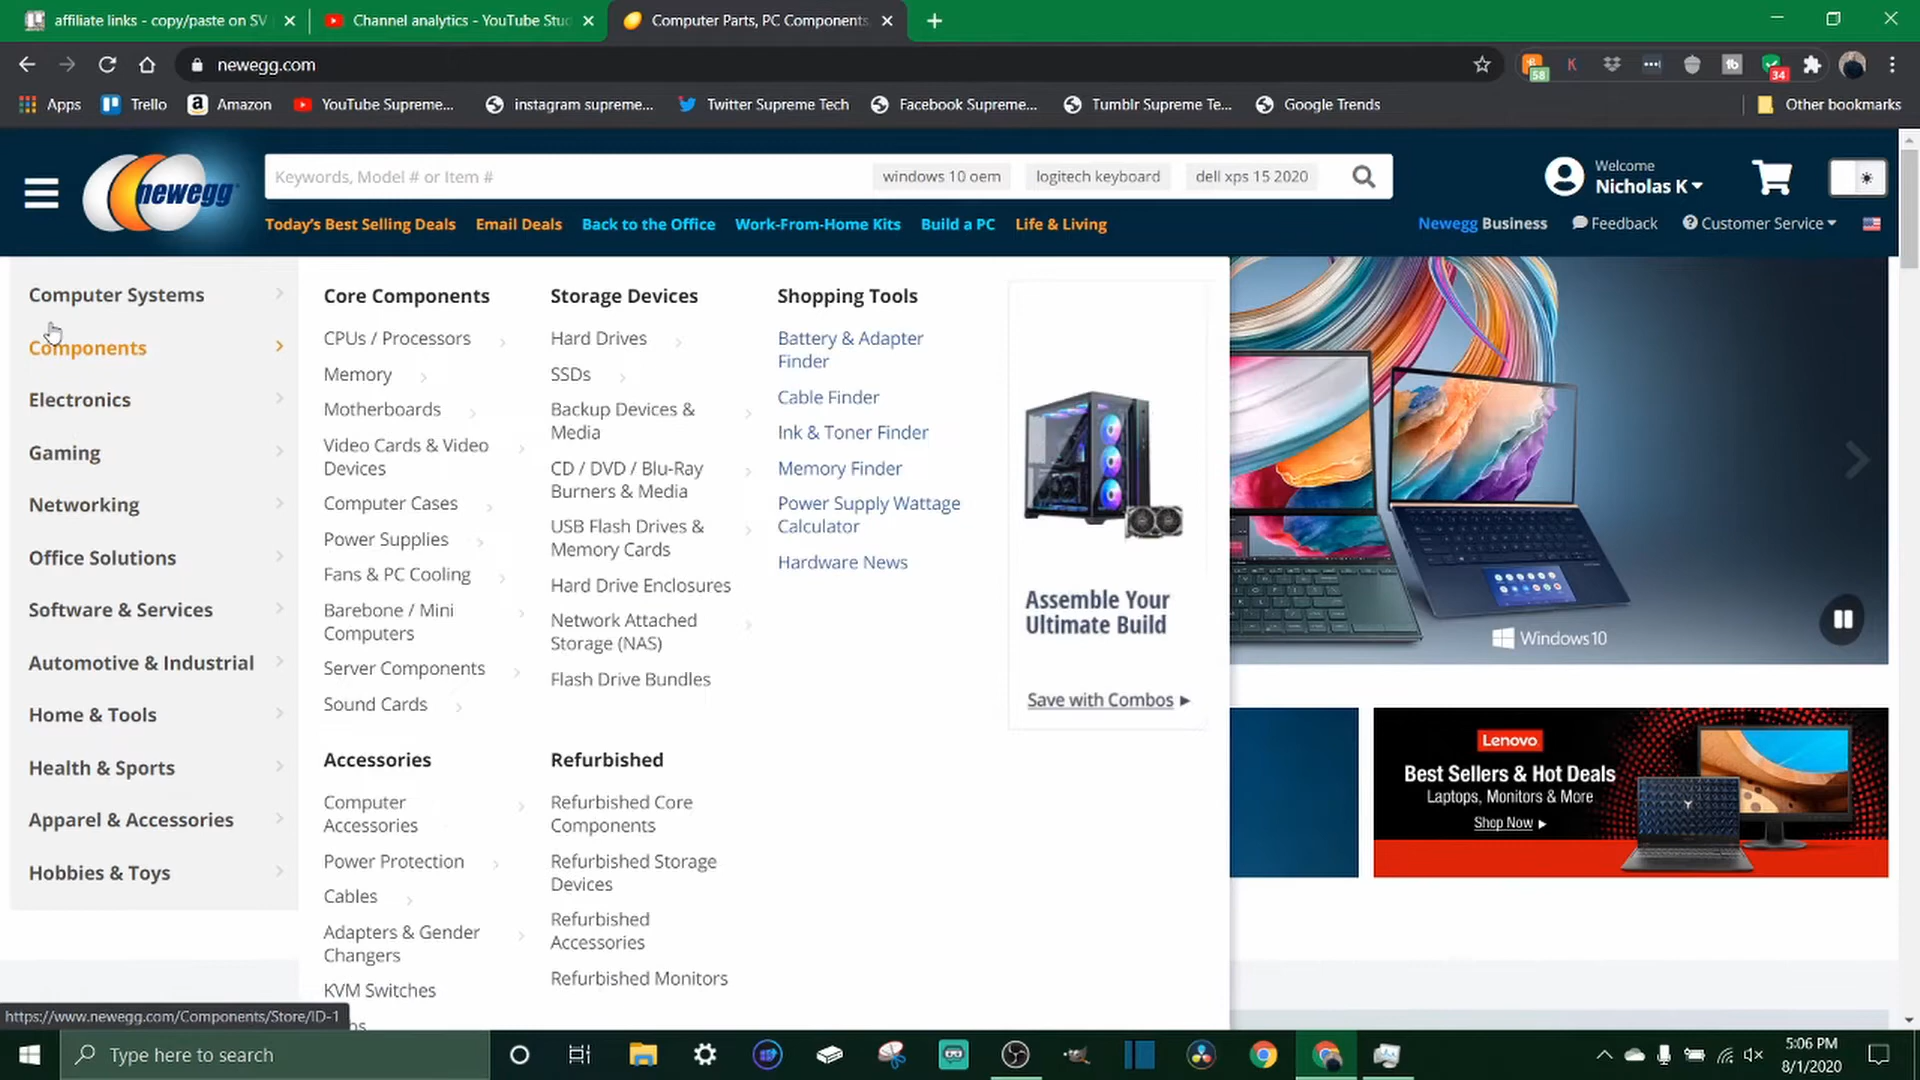 affiliate links - copy/paste on SV
Channel analytics - YouTube Stud
Computer Parts, PC Components,
newegg.com
58
K
34
Apps
Trello
Amazon
YouTube Supreme...
instagram supreme...
Twitter Supreme Tech
Facebook Supreme...
Tumblr Supreme Te...
Google Trends
Other bookmarks
newegg
Keywords, Model # or Item #
windows 10 oem
logitech keyboard
dell xps 15 2020
Welcome
Nicholas K
Today's Best Selling Deals
Email Deals
Back to the Office
Work-From-Home Kits
Build a PC
Life & Living
Newegg Business
Feedback
Customer Service
Computer Systems
Components
Electronics
Gaming
Networking
Office Solutions
Software & Services
Automotive & Industrial
Home & Tools
Health & Sports
Apparel & Accessories
Hobbies & Toys
Core Components
CPUs / Processors
Memory
Motherboards
Video Cards & Video
Devices
Computer Cases
Power Supplies
Fans & PC Cooling
Barebone / Mini
Computers
Server Components
Sound Cards
Accessories
Computer
Accessories
Power Protection
Cables
Adapters & Gender
Changers
KVM Switches
Storage Devices
Hard Drives
SSDs
Backup Devices &
Media
CD / DVD / Blu-Ray
Burners & Media
USB Flash Drives &
Memory Cards
Hard Drive Enclosures
Network Attached
Storage (NAS)
Flash Drive Bundles
Refurbished
Refurbished Core
Components
Refurbished Storage
Devices
Refurbished
Accessories
Refurbished Monitors
Shopping Tools
Battery & Adapter
Finder
Cable Finder
Ink & Toner Finder
Memory Finder
Power Supply Wattage
Calculator
Hardware News
Assemble Your
Ultimate Build
Save with Combos
Windows 10
Lenovo
Best Sellers & Hot Deals
Laptops, Monitors & More
Shop Now
https://www.newegg.com/Components/Store/ID-1
Type here to search
5:06 PM
8/1/2020